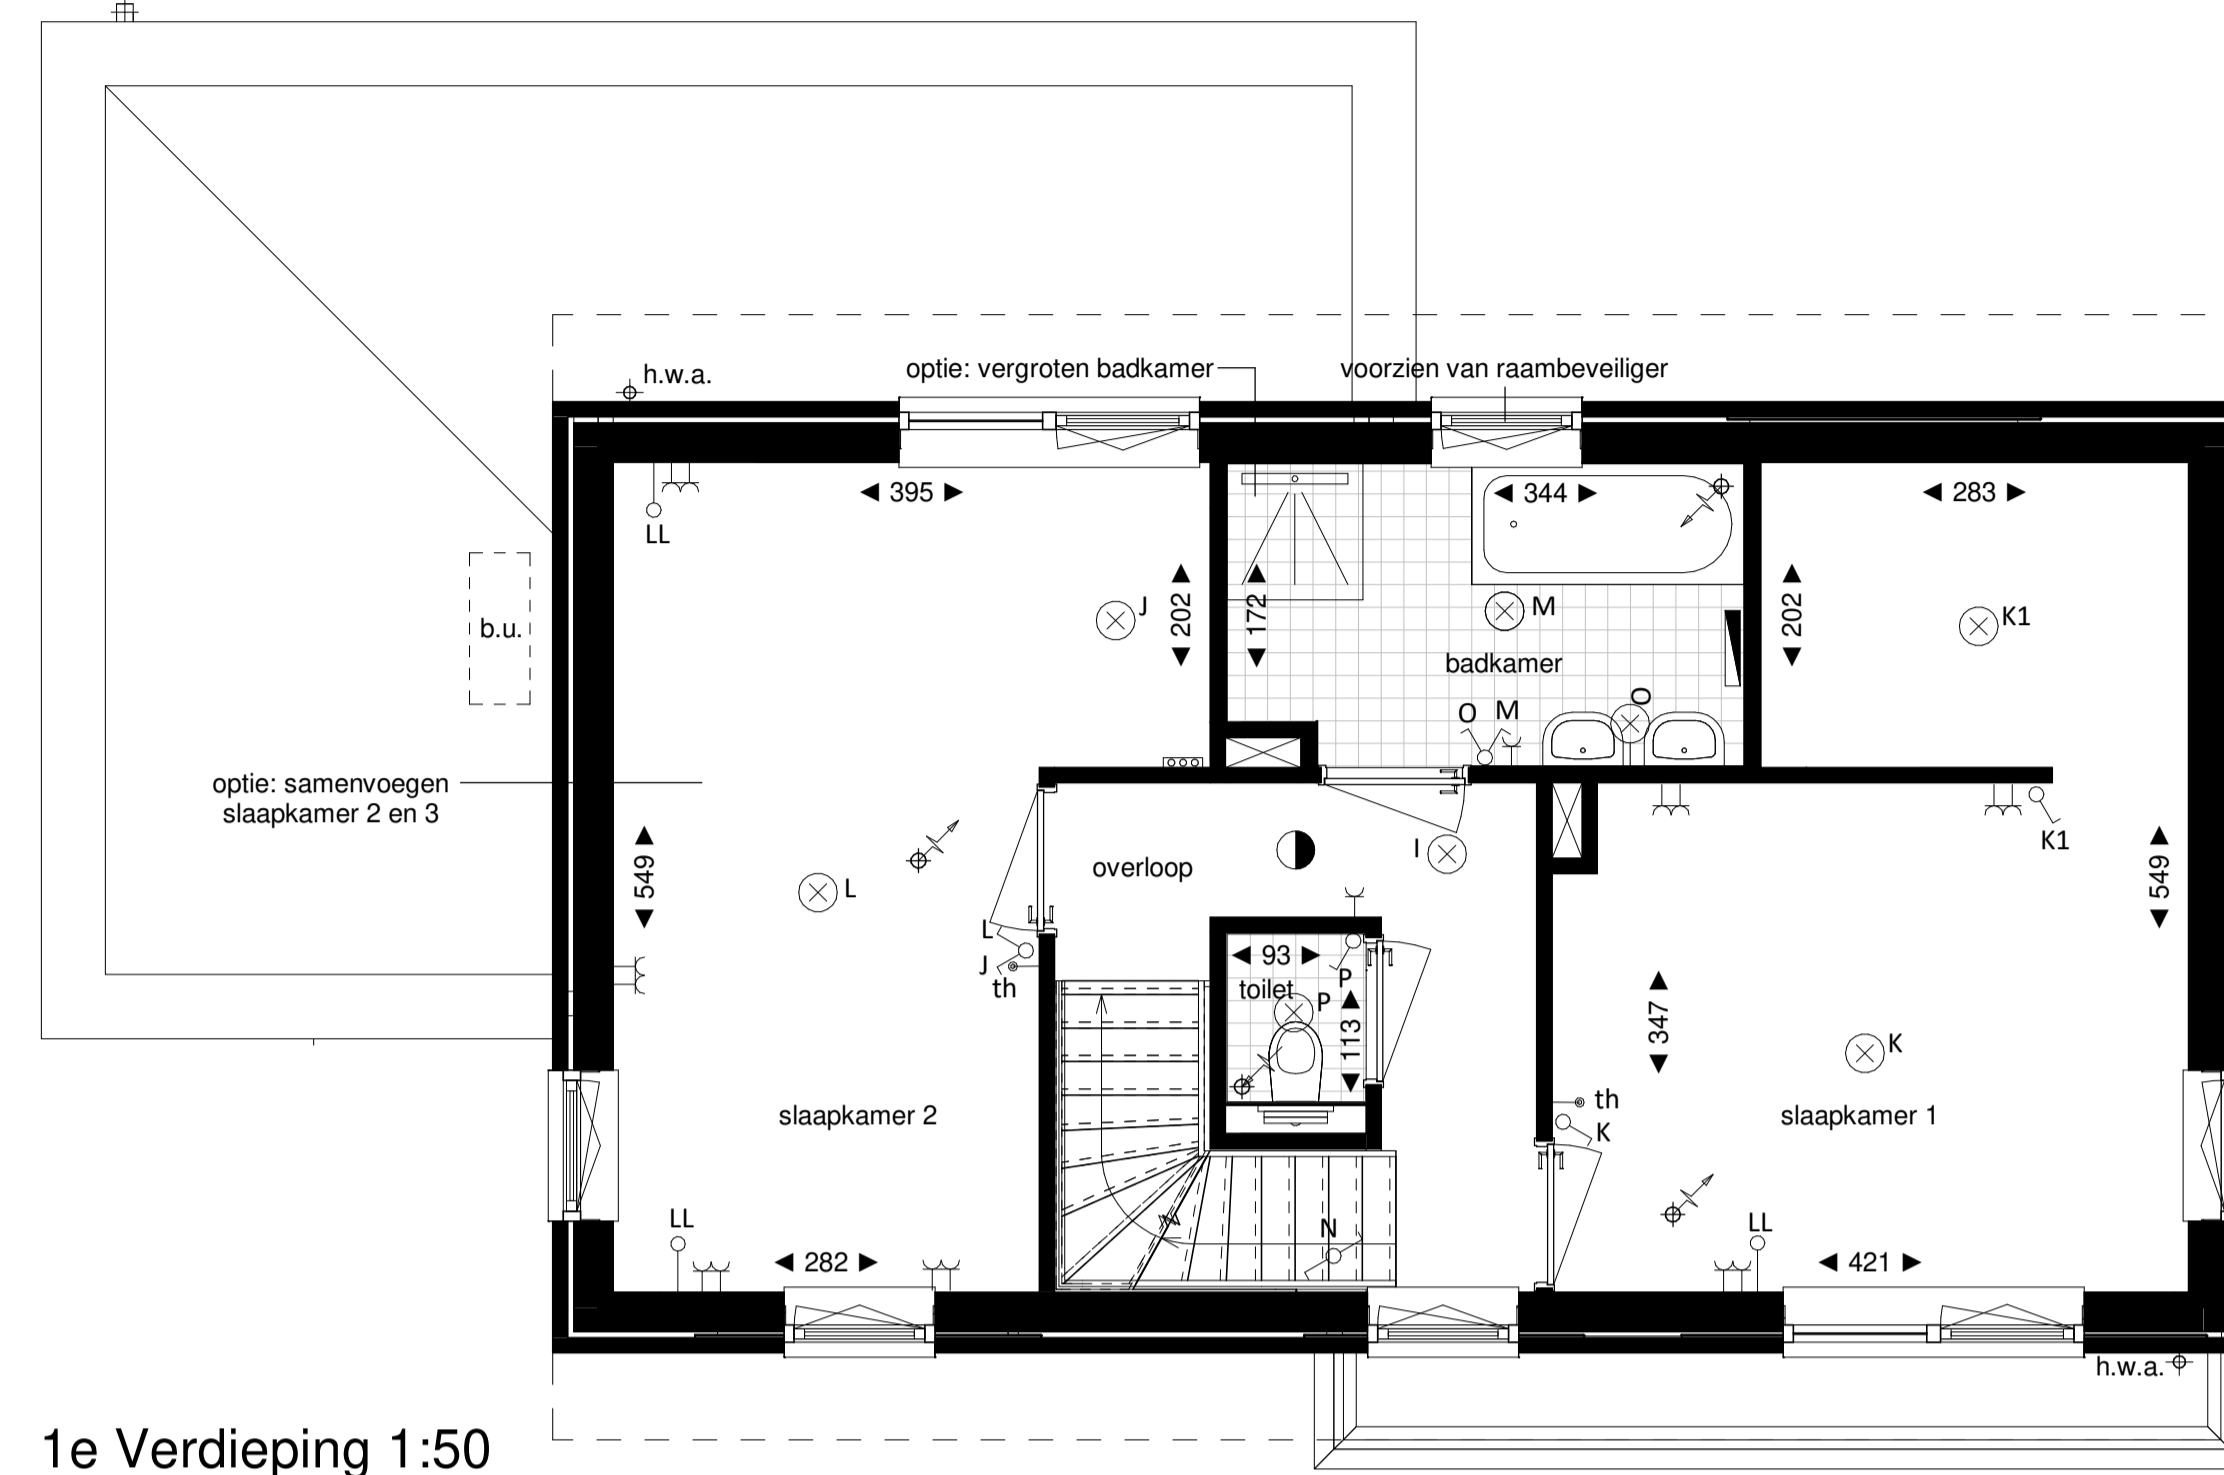 h.w.a.
optie: vergroten badkamer
voorzien van raambeveiliger
395
344
283
LL
J
202
172
M
202
K1
b.u.
badkamer
O
O M
optie: samenvoegen
slaapkamer 2 en 3
549
L
overloop
I
K1
549
L
J
th
93
P
toilet
P
113
347
K
th
K
slaapkamer 2
slaapkamer 1
LL
N
N
LL
282
421
h.w.a.
1e Verdieping 1:50